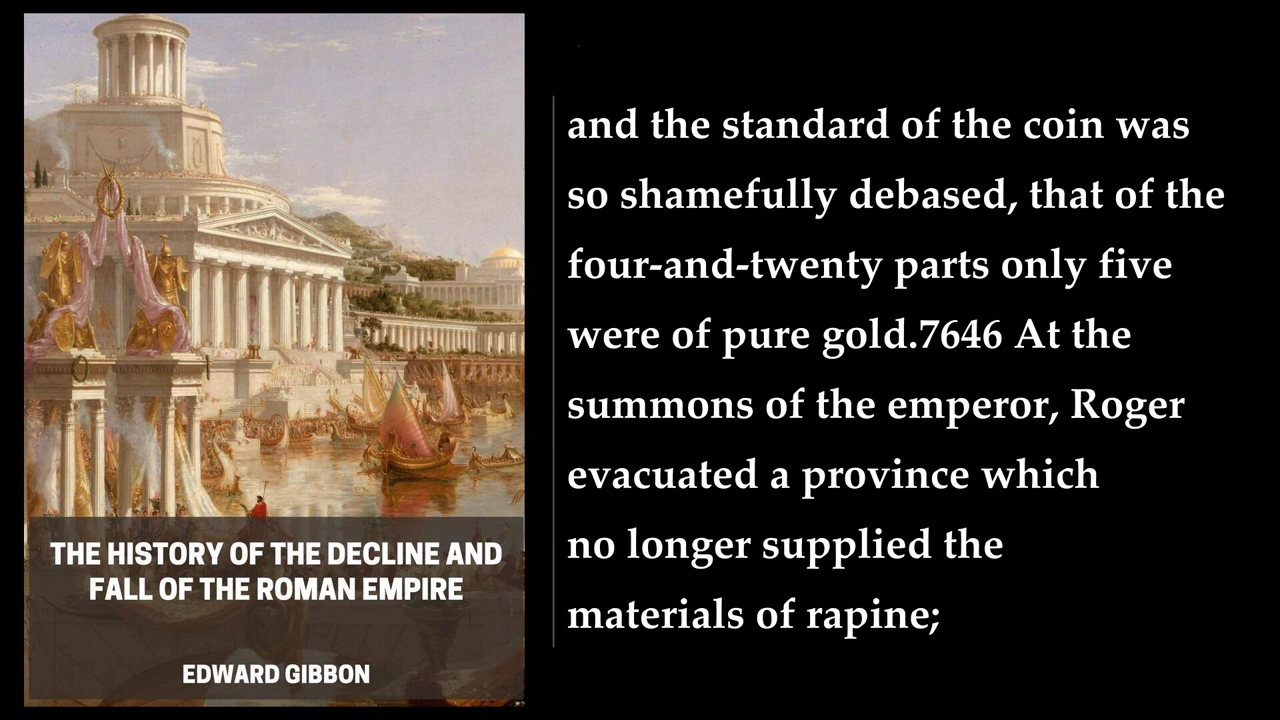 THE HISTORY OF THE DECLINE AND
FALL OF THE ROMAN EMPIRE
EDWARD GIBBON
and the standard of the coin was
so shamefully debased, that of the
four-and-twenty parts only five
were of pure gold.7646 At the
summons of the emperor, Roger
evacuated a province which
no longer supplied the
materials of rapine;